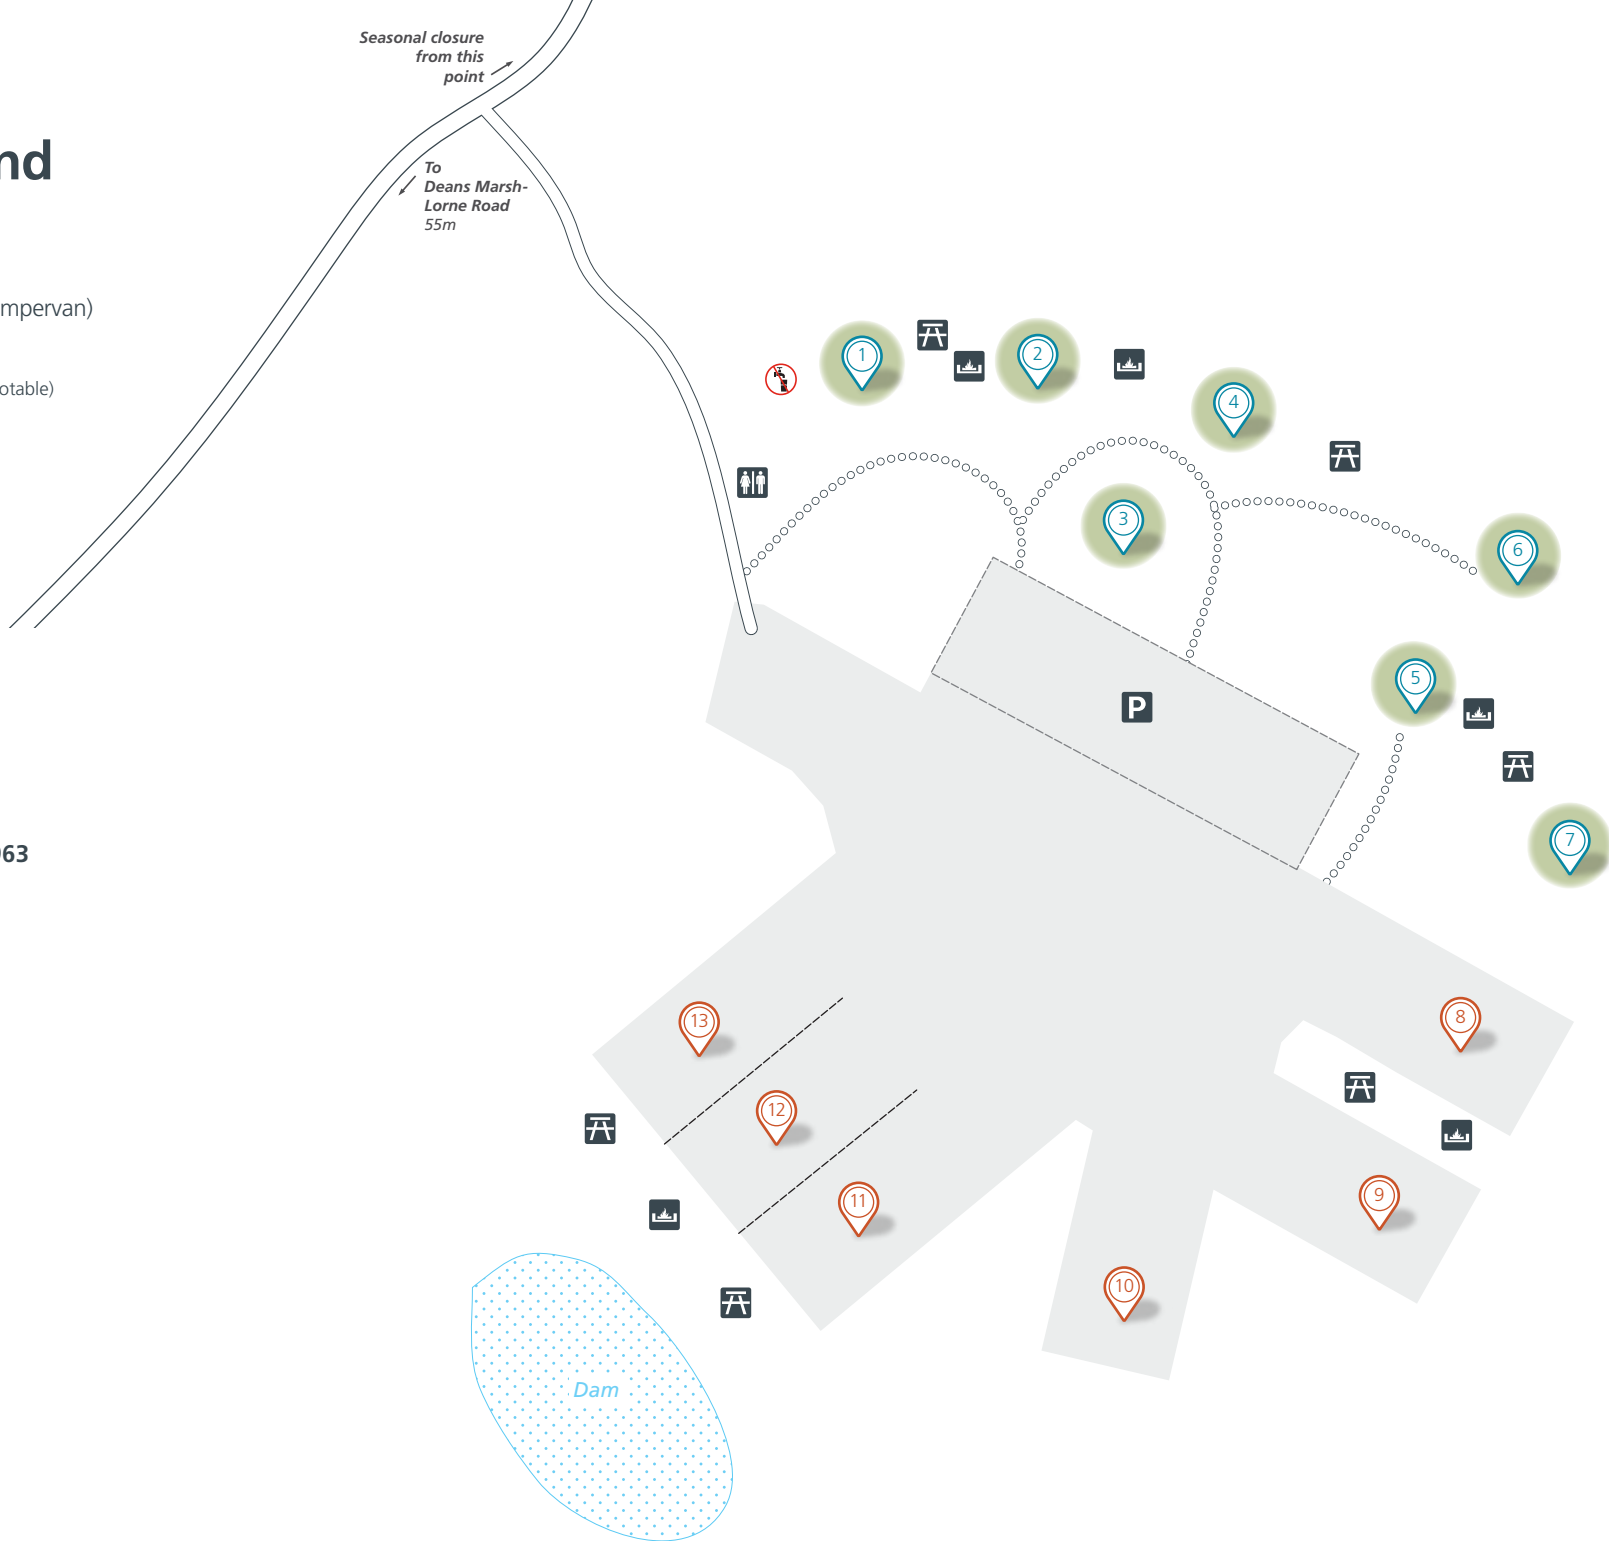 Seasonal closure
from this
point
nd
To
Deans Marsh-
Lorne Road
55m
mpervan)
otable)
1
2
4
3
6
5
P
7
063
13
8
12
11
9
10
Dam